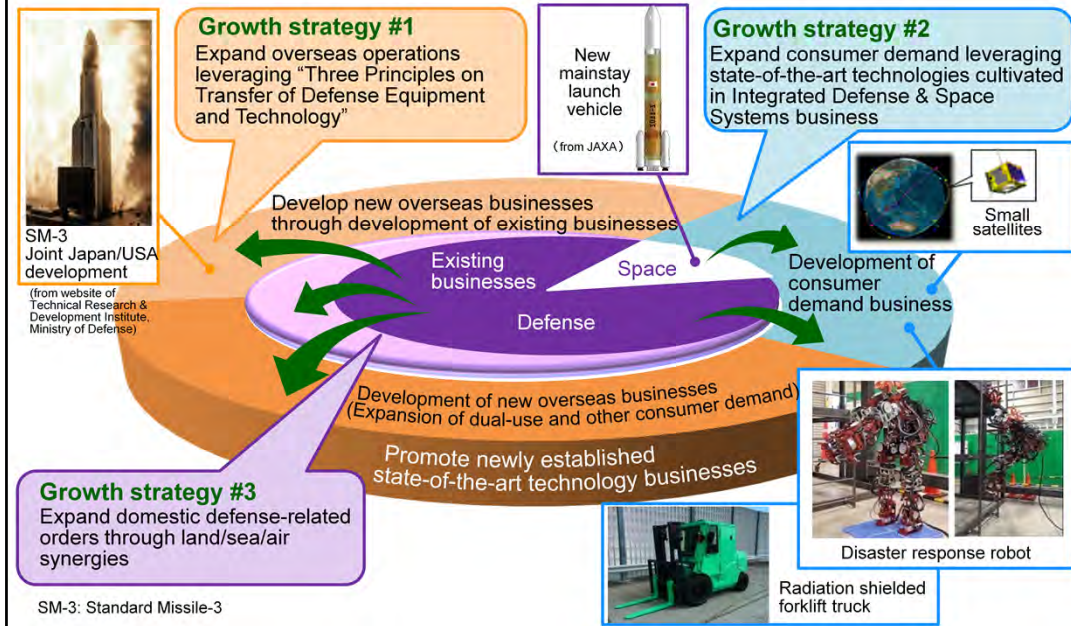 Growth strategy #1
Expand overseas operations
leveraging “Three Principles on
Transfer of Defense Equipment
and Technology”
New
mainstay
launch
vehicle
(from JAXA)
Growth strategy #2
Expand consumer demand leveraging
state-of-the-art technologies cultivated
in Integrated Defense & Space
Systems business
SM-3
Joint Japan/USA
development
(from website of
Technical Research &
Development Institute,
Ministry of Defense)
Develop new overseas businesses
through development of existing businesses
Small
satellites
Existing
businesses
Space
Defense
Development of
consumer
demand business
Development of new overseas businesses
(Expansion of dual-use and other consumer demand)
Promote newly established
state-of-the-art technology businesses
Growth strategy #3
Expand domestic defense-related
orders through land/sea/air
synergies
Disaster response robot
Radiation shielded
forklift truck
SM-3: Standard Missile-3